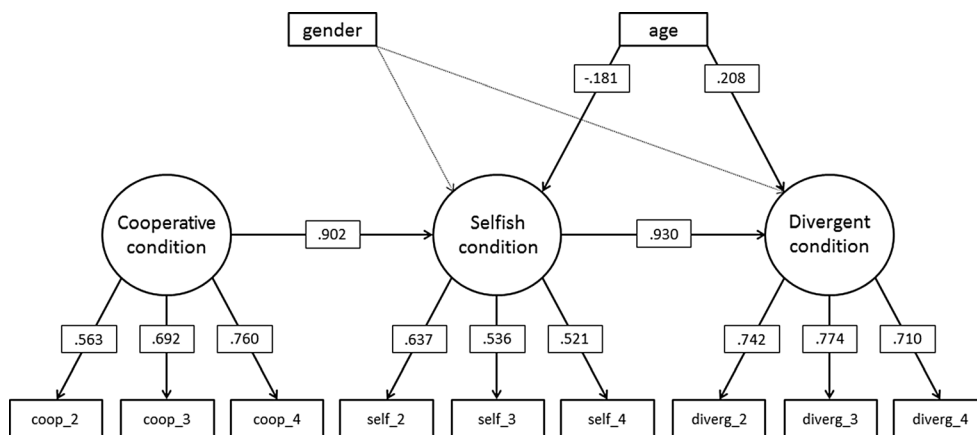 gender
age
-.181
.208
Cooperative
condition
.902
Selfish
condition
.930
Divergent
condition
.563
.692
.760
.637
.536
.521
.742
.774
.710
coop_2
coop_3
coop_4
self_2
self_3
self_4
diverg_2
diverg_3
diverg_4